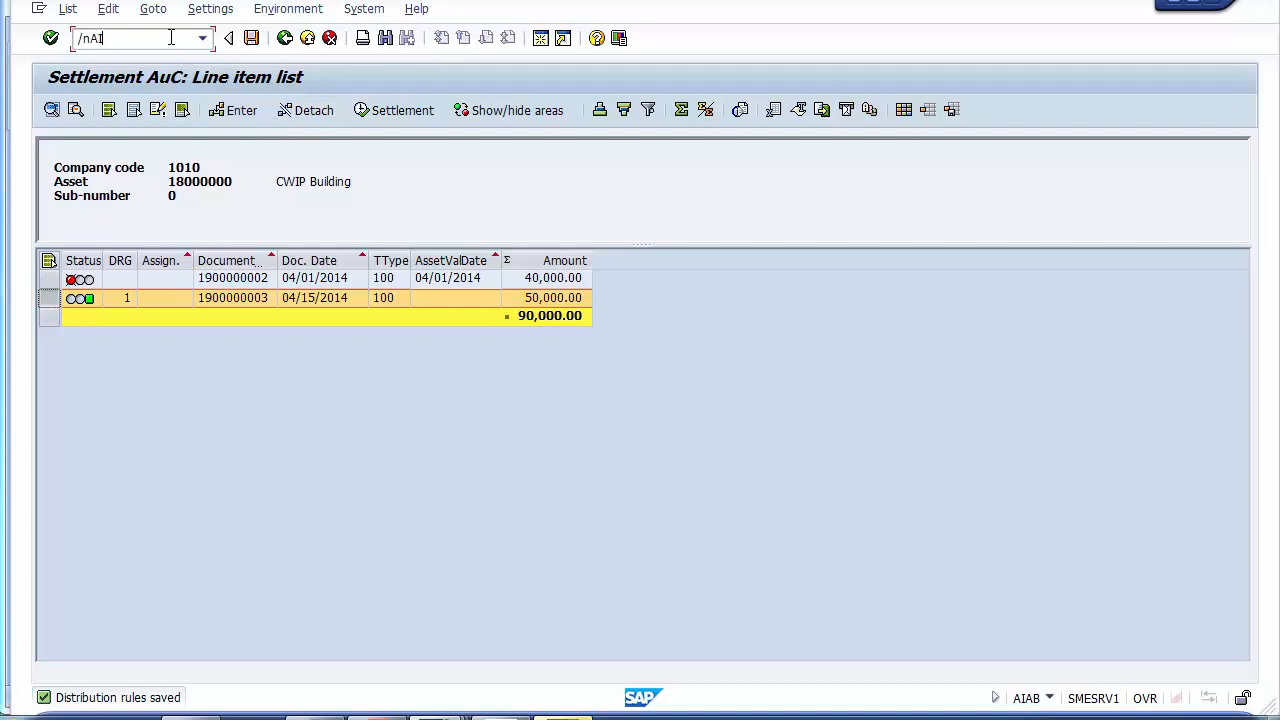 List Edit Goto Settings Environment System Help
/nAI
Settlement AuC: Line item list
Enter Detach Settlement Show/hide areas
Company code 1010
Asset 18000000 CWIP Building
Sub-number 0
Status DRG Assign. Document Doc. Date TType AssetValDate Σ Amount
1900000002 04/01/2014 100 04/01/2014 40,000.00
1 1900000003 04/15/2014 100 50,000.00
90,000.00
Distribution rules saved SAP AIAB SMESRV1 OVR